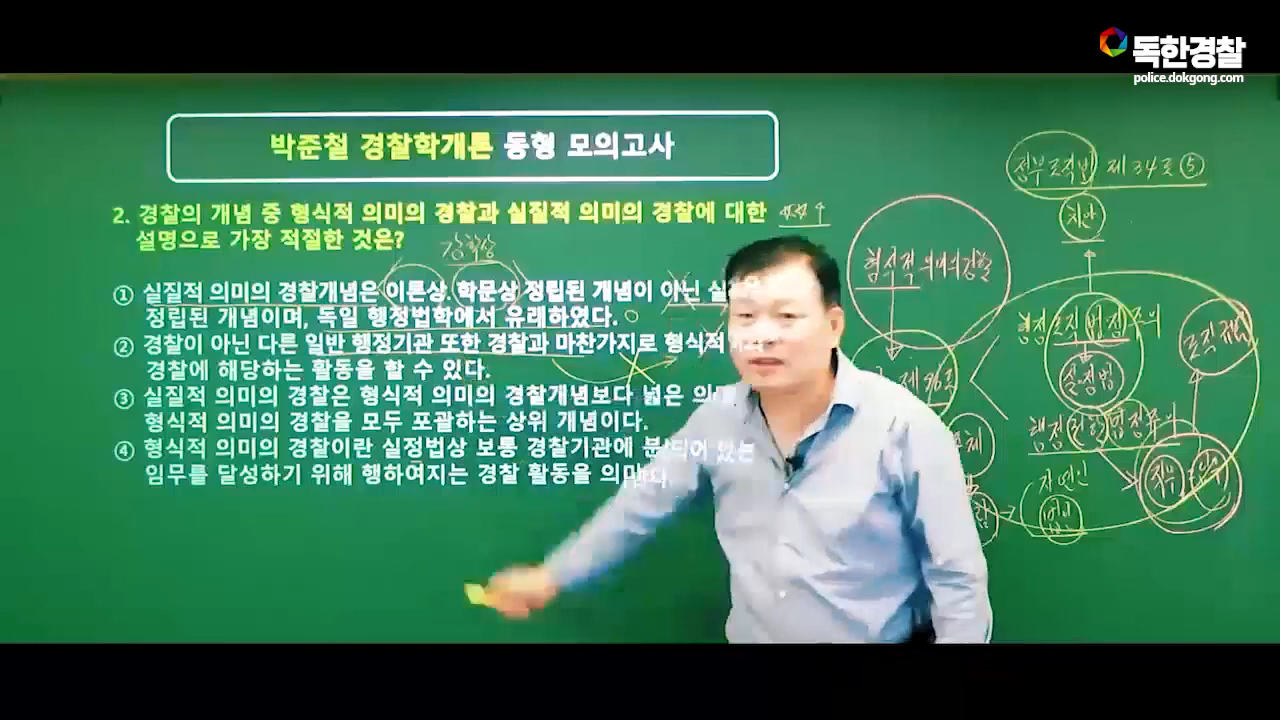 독한경찰
police.dokgong.com
박준철 경찰학개론 동형 모의고사
2. 경찰의 개념 중 형식적 의미의 경찰과 실질적 의미의 경찰에 대한
설명으로 가장 적절한 것은?
강학상
① 실질적 의미의 경찰개념은 이론상·학문상 정립된 개념이 아닌
정립된 개념이며, 독일 행정법학에서 유래하였다.
② 경찰이 아닌 다른 일반 행정기관 또한 경찰과 마찬가지로
경찰에 해당하는 활동을 할 수 있다.
③ 실질적 의미의 경찰은 형식적 의미의 경찰개념보다 넓은
형식적 의미의 경찰을 모두 포괄하는 상위 개념이다.
④ 형식적 의미의 경찰이란 실정법상 보통 경찰기관에
임무를 달성하기 위해 행하여지는 경찰 활동을
정부조직법 제34조⑤
치안
형식적 의미의 경찰
실정법
자연인
법인